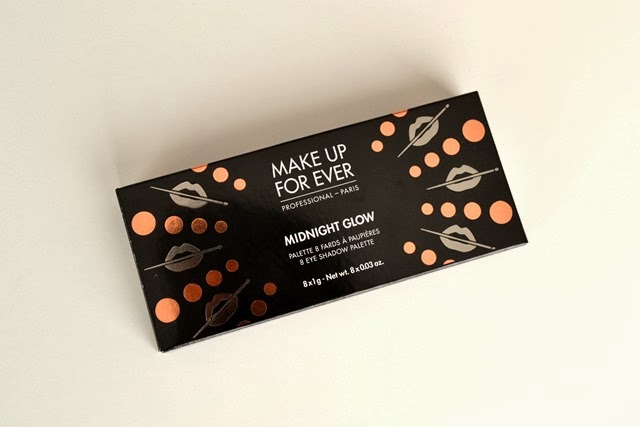 MAKE UP
FOR EVER
PROFESSIONAL – PARIS
MIDNIGHT GLOW
PALETTE 8 FARDS À PAUPIÈRES
8 EYE SHADOW PALETTE
8 x 1 g - Net wt. 8 x 0.03 oz.